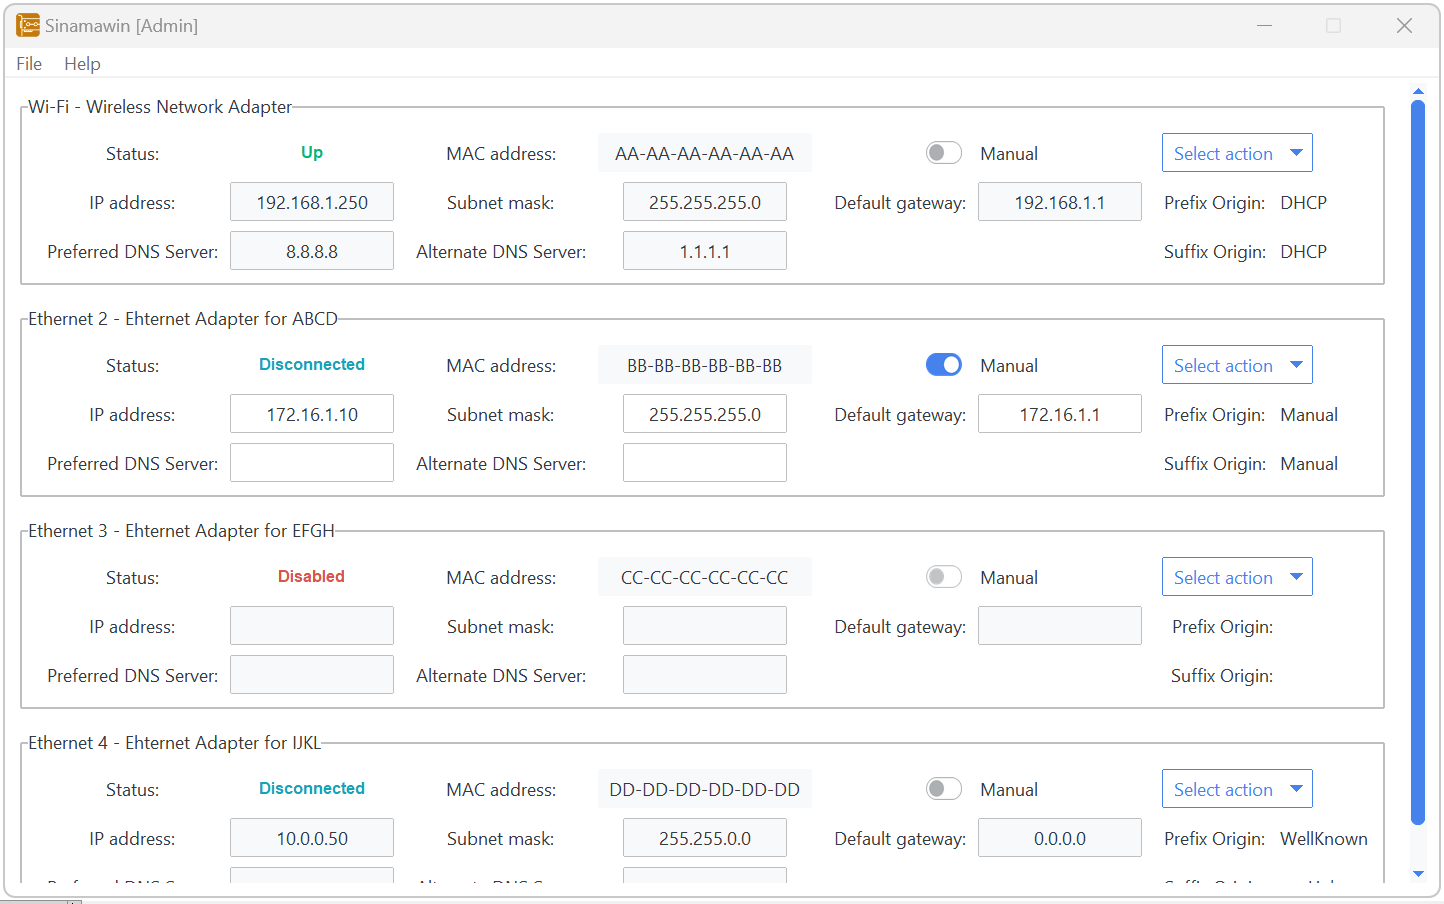 Sinamawin [Admin]
File Help
Wi-Fi - Wireless Network Adapter
Status: Up MAC address: AA-AA-AA-AA-AA-AA Manual Select action
IP address: 192.168.1.250 Subnet mask: 255.255.255.0 Default gateway: 192.168.1.1 Prefix Origin: DHCP
Preferred DNS Server: 8.8.8.8 Alternate DNS Server: 1.1.1.1 Suffix Origin: DHCP
Ethernet 2 - Ehternet Adapter for ABCD
Status: Disconnected MAC address: BB-BB-BB-BB-BB-BB Manual Select action
IP address: 172.16.1.10 Subnet mask: 255.255.255.0 Default gateway: 172.16.1.1 Prefix Origin: Manual
Preferred DNS Server: Alternate DNS Server: Suffix Origin: Manual
Ethernet 3 - Ehternet Adapter for EFGH
Status: Disabled MAC address: CC-CC-CC-CC-CC-CC Manual Select action
IP address: Subnet mask: Default gateway: Prefix Origin:
Preferred DNS Server: Alternate DNS Server: Suffix Origin:
Ethernet 4 - Ehternet Adapter for IJKL
Status: Disconnected MAC address: DD-DD-DD-DD-DD-DD Manual Select action
IP address: 10.0.0.50 Subnet mask: 255.255.0.0 Default gateway: 0.0.0.0 Prefix Origin: WellKnown